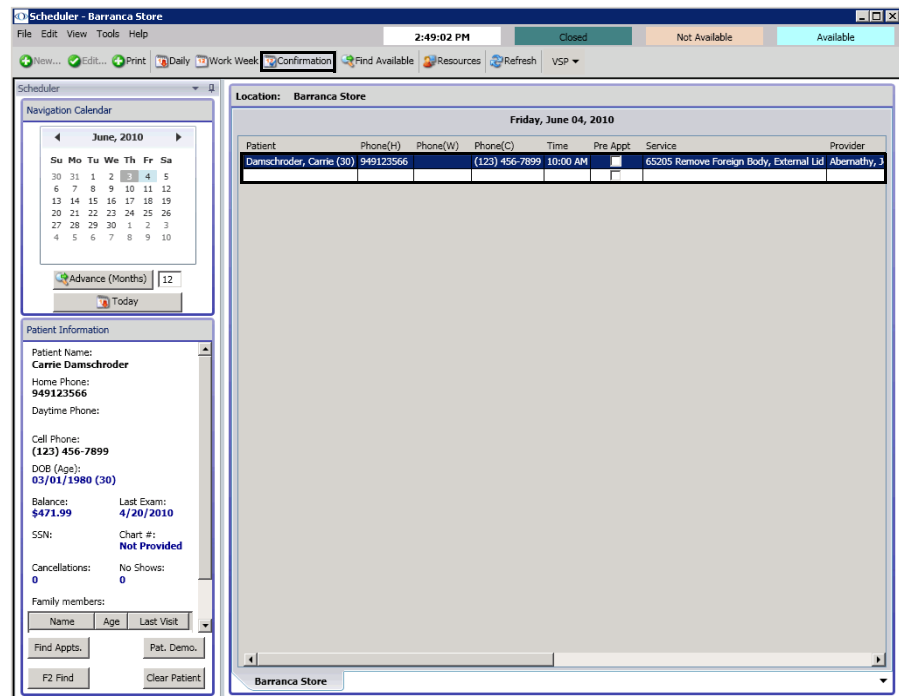 Scheduler - Barranca Store
File Edit View Tools Help
2:49:02 PM Closed Not Available Available
New... Edit... Print Daily Work Week Confirmation Find Available Resources Refresh VSP
Scheduler
Navigation Calendar
June, 2010
Su Mo Tu We Th Fr Sa
30 31 1 2 3 4 5
6 7 8 9 10 11 12
13 14 15 16 17 18 19
20 21 22 23 24 25 26
27 28 29 30 1 2 3
4 5 6 7 8 9 10
Advance (Months) 12
Today
Patient Information
Patient Name:
Carrie Damschroder
Home Phone:
949123566
Daytime Phone:
Cell Phone:
(123) 456-7899
DOB (Age):
03/01/1980 (30)
Balance: Last Exam:
$471.99 4/20/2010
SSN: Chart #:
Not Provided
Cancellations: No Shows:
0 0
Family members:
Name Age Last Visit
Find Appts. Pat. Demo.
F2 Find Clear Patient
Location: Barranca Store
Friday, June 04, 2010
Patient Phone(H) Phone(W) Phone(C) Time Pre Appt Service Provider
Damschroder, Carrie (30) 949123566 (123) 456-7899 10:00 AM 65205 Remove Foreign Body, External Lid Abernathy, J
Barranca Store